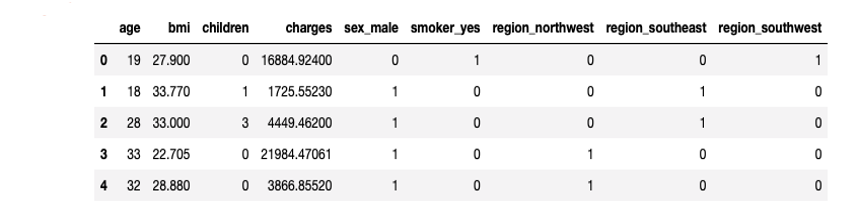 age bmi children charges sex_male smoker_yes region_northwest region_southeast region_southwest
0 19 27.900 0 16884.92400 0 1 0 0 1
1 18 33.770 1 1725.55230 1 0 0 1 0
2 28 33.000 3 4449.46200 1 0 0 1 0
3 33 22.705 0 21984.47061 1 0 1 0 0
4 32 28.880 0 3866.85520 1 0 1 0 0